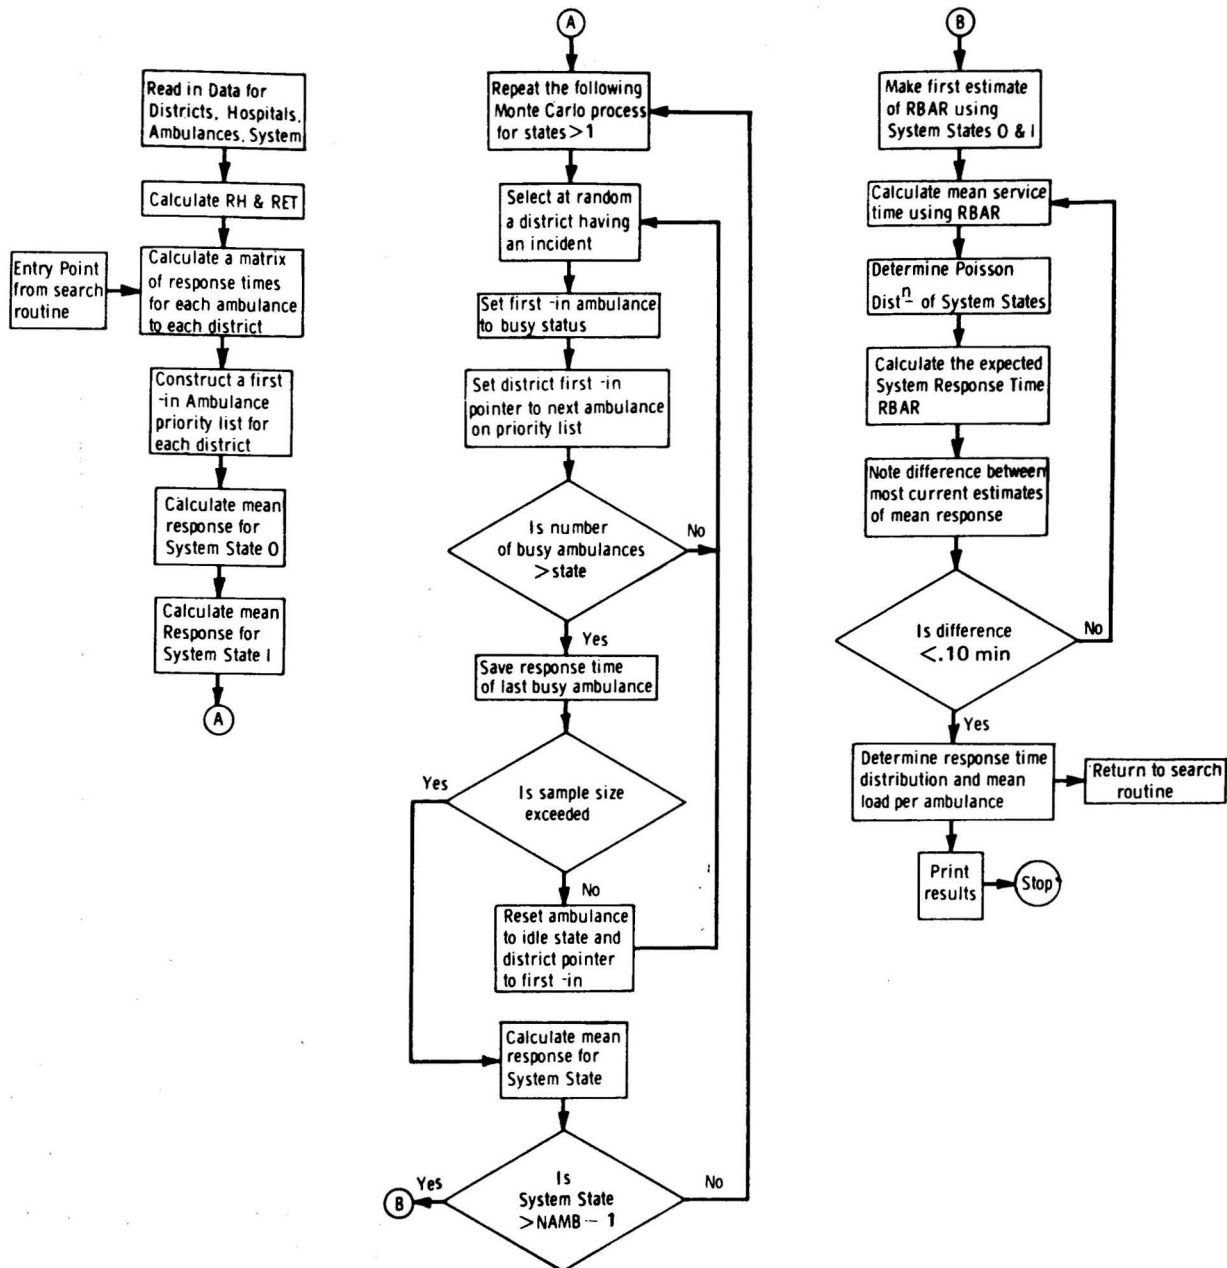 Read in Data for
Districts, Hospitals,
Ambulances, System
Calculate RH & RET
Entry Point
from search
routine
Calculate a matrix
of response times
for each ambulance
to each district
Construct a first
-in Ambulance
priority list for
each district
Calculate mean
response for
System State 0
Calculate mean
Response for
System State 1
A
A
Repeat the following
Monte Carlo process
for states > 1
Select at random
a district having
an incident
Set first -in ambulance
to busy status
Set district first -in
pointer to next ambulance
on priority list
Is number
of busy ambulances
> state
No
Yes
Save response time
of last busy ambulance
Yes
Is sample size
exceeded
No
Reset ambulance
to idle state and
district pointer
to first -in
Calculate mean
response for
System State
Is
System State
> NAMB - 1
Yes
No
B
B
Make first estimate
of RBAR using
System States 0 & 1
Calculate mean service
time using RBAR
Determine Poisson
Distn of System States
Calculate the expected
System Response Time
RBAR
Note difference between
most current estimates
of mean response
Is difference
<.10 min
No
Yes
Determine response time
distribution and mean
load per ambulance
Return to search
routine
Print
results
Stop